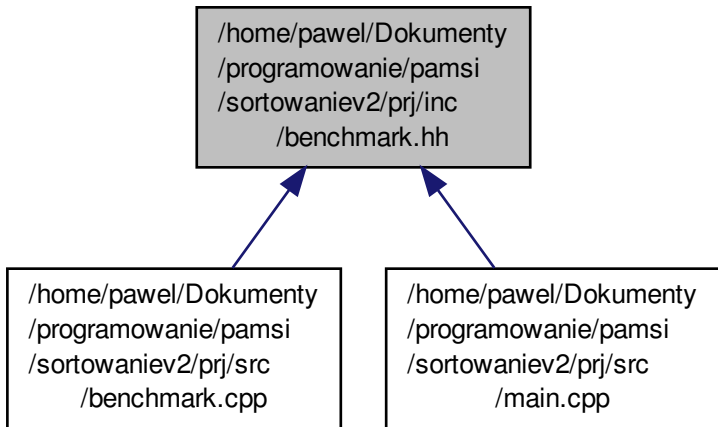 /home/pawel/Dokumenty
/programowanie/pamsi
/sortowaniev2/prj/inc
/benchmark.hh
/home/pawel/Dokumenty
/programowanie/pamsi
/sortowaniev2/prj/src
/benchmark.cpp
/home/pawel/Dokumenty
/programowanie/pamsi
/sortowaniev2/prj/src
/main.cpp